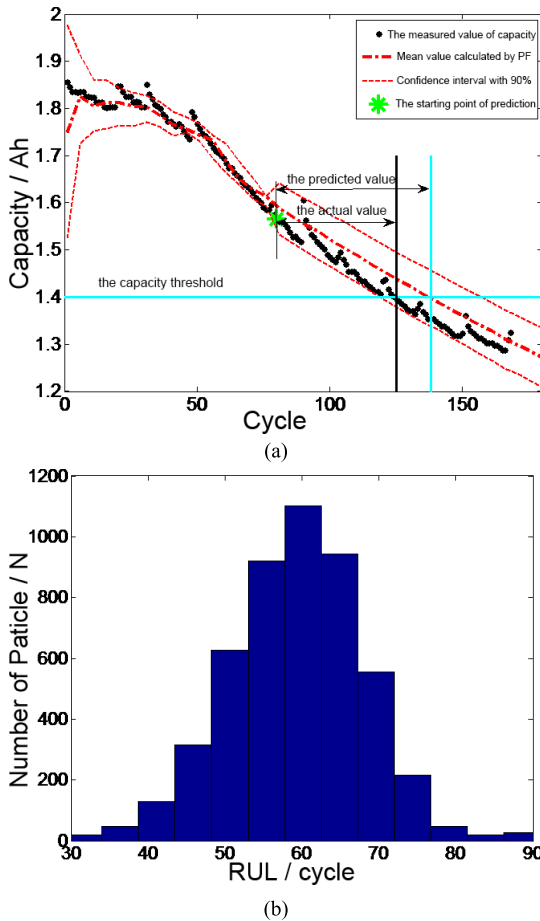 (a)
2
1.9
1.8
1.7
1.6
1.5
1.4
1.3
1.2
Capacity / Ah
The measured value of capacity
Mean value calculated by PF
Confidence interval with 90%
The starting point of prediction
the predicted value
the actual value
the capacity threshold
0
50
100
150
Cycle
(a)
1200
1000
800
600
400
200
0
Number of Paticle / N
30
40
50
60
70
80
90
RUL / cycle
(b)